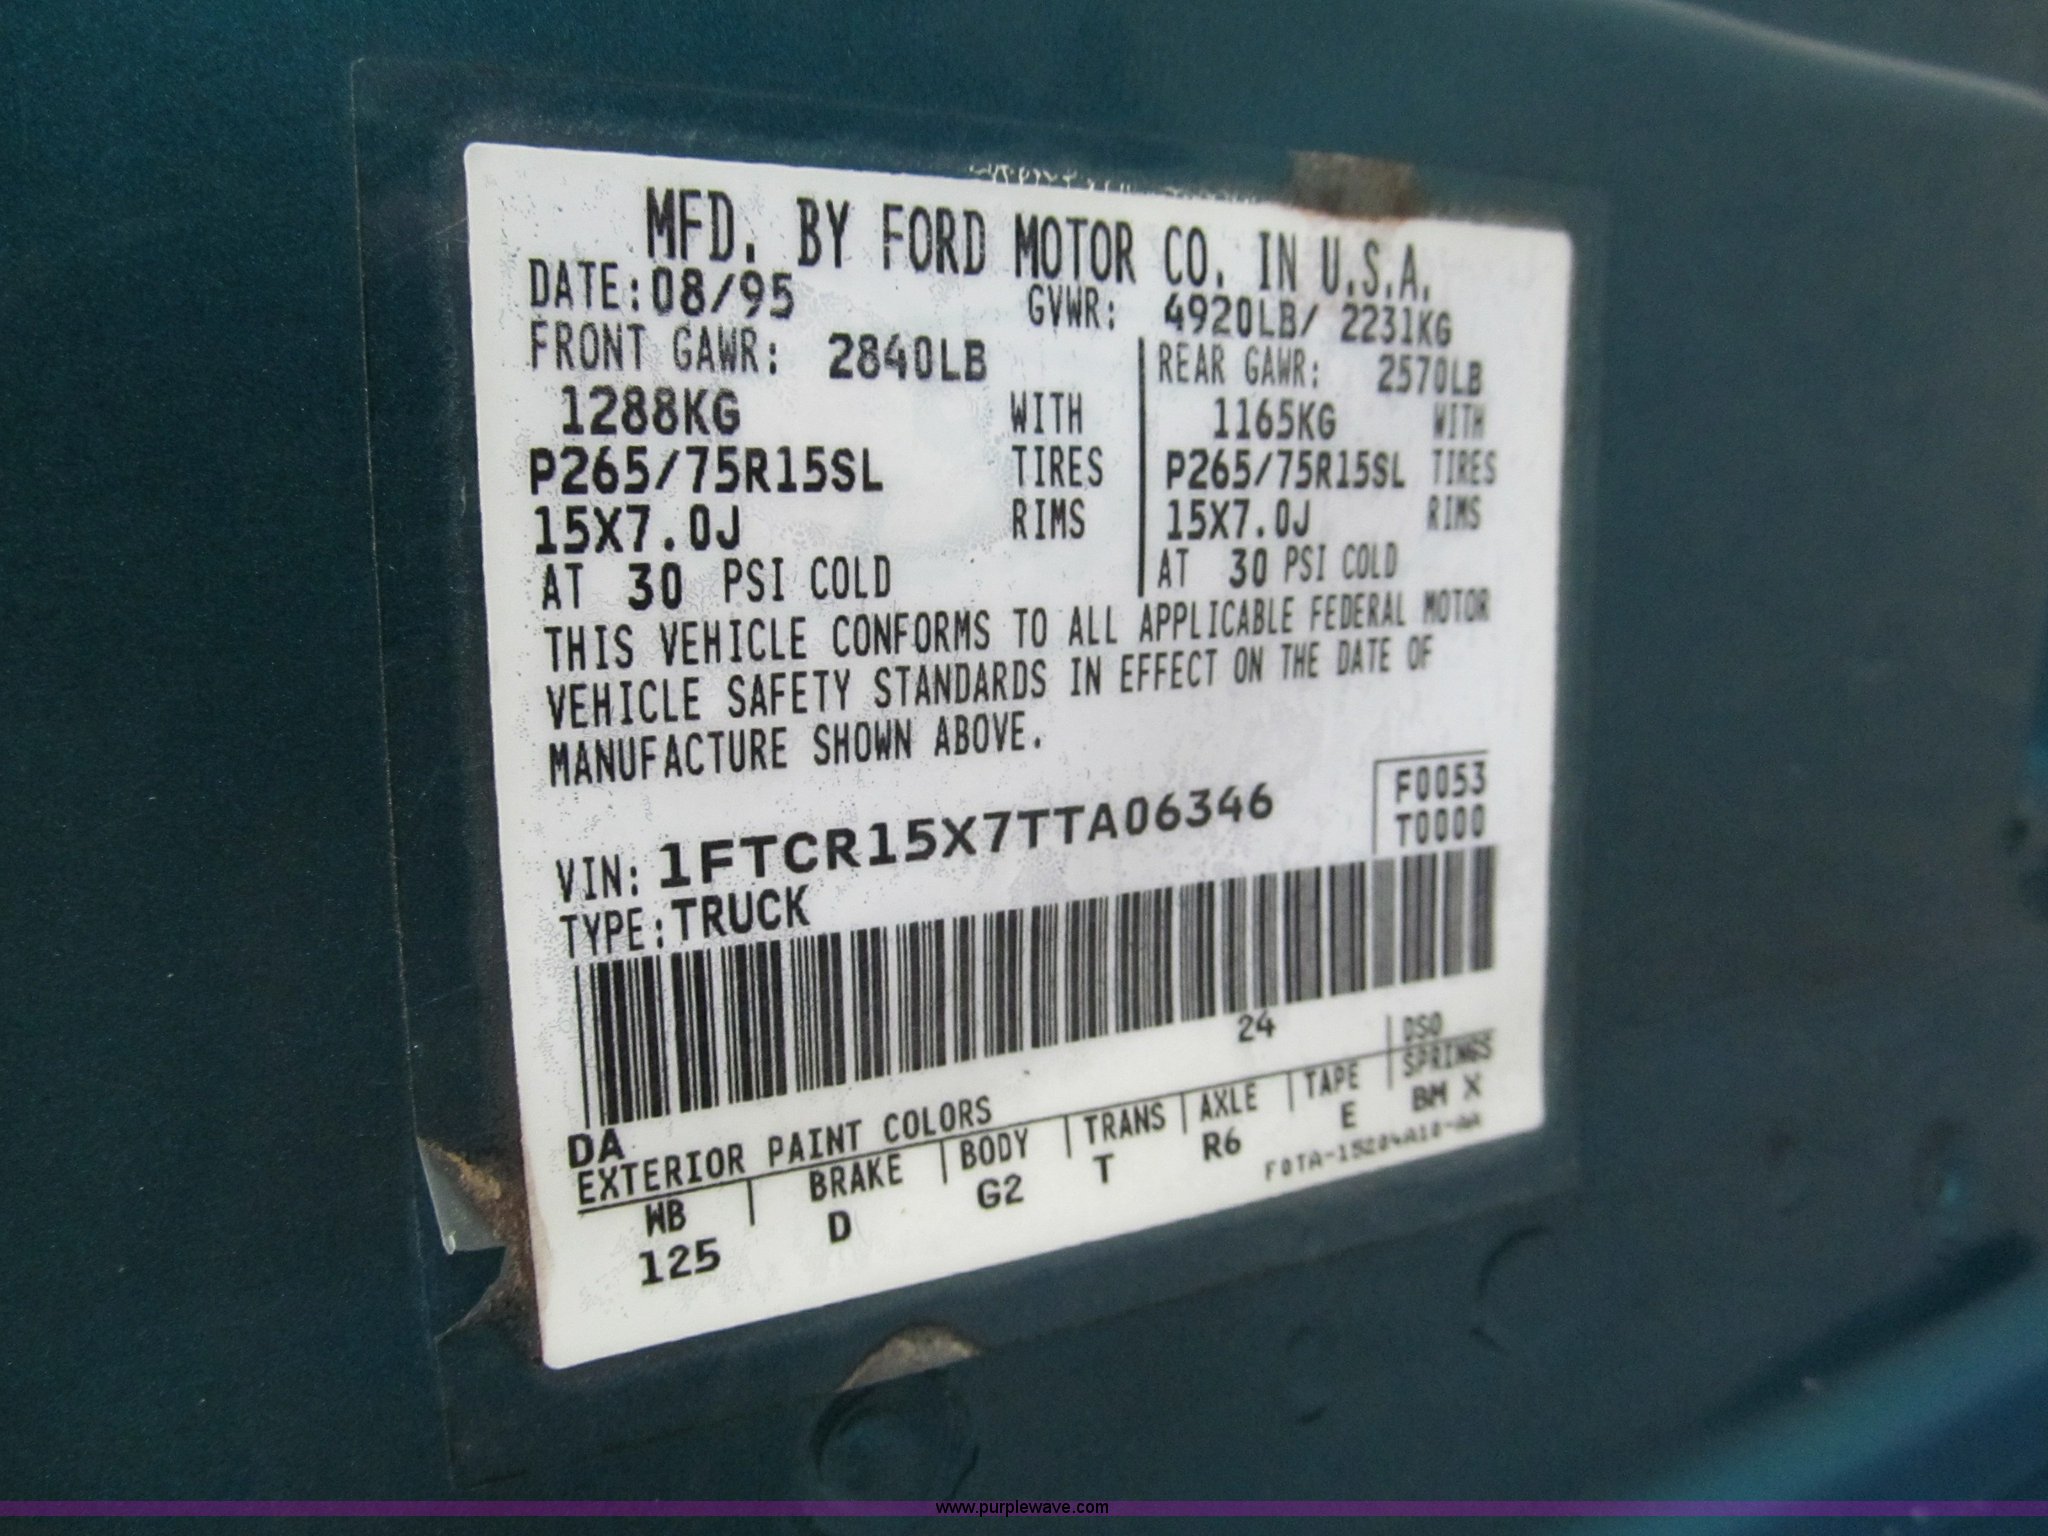 MFD. BY FORD MOTOR CO. IN U.S.A.
DATE:08/95 GVWR: 4920LB/ 2231KG
FRONT GAWR: 2840LB REAR GAWR: 2570LB
1288KG WITH 1165KG WITH
P265/75R15SL TIRES P265/75R15SL TIRES
15X7.0J RIMS 15X7.0J RIMS
AT 30 PSI COLD AT 30 PSI COLD
THIS VEHICLE CONFORMS TO ALL APPLICABLE FEDERAL MOTOR
VEHICLE SAFETY STANDARDS IN EFFECT ON THE DATE OF
MANUFACTURE SHOWN ABOVE.
F0053
VIN: 1FTCR15X7TTA06346 T0000
TYPE:TRUCK
24
DA DSO
EXTERIOR PAINT COLORS
WB BRAKE BODY TRANS AXLE TAPE SPRINGS
125 D G2 T R6 E BM X
F0TA-15204A10-AA
www.purplewave.com